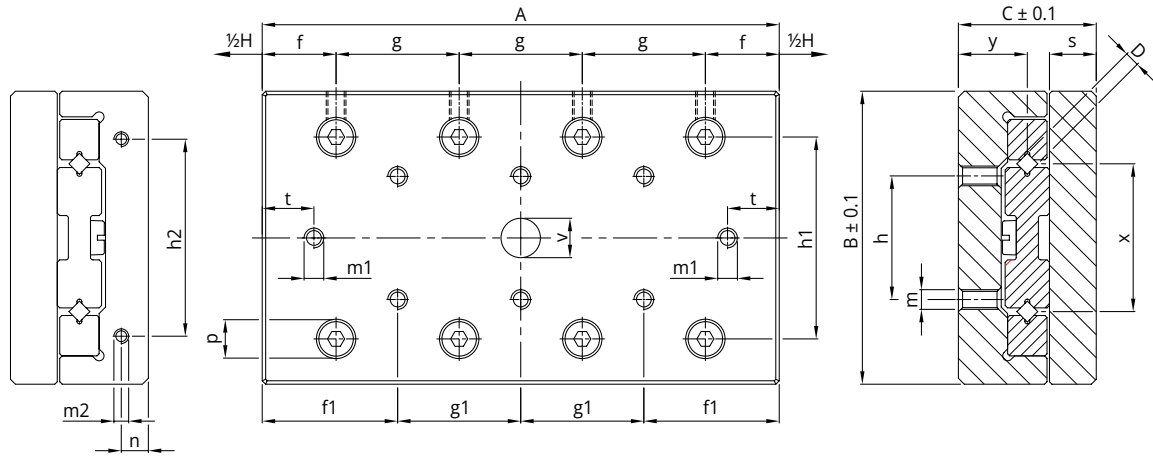 A
C ± 0.1
½H f g g g f ½H
y s D
t t
h2 v h1 B ± 0.1 h x
m1 m1
m
p
f1 g1 g1 f1
m2
n